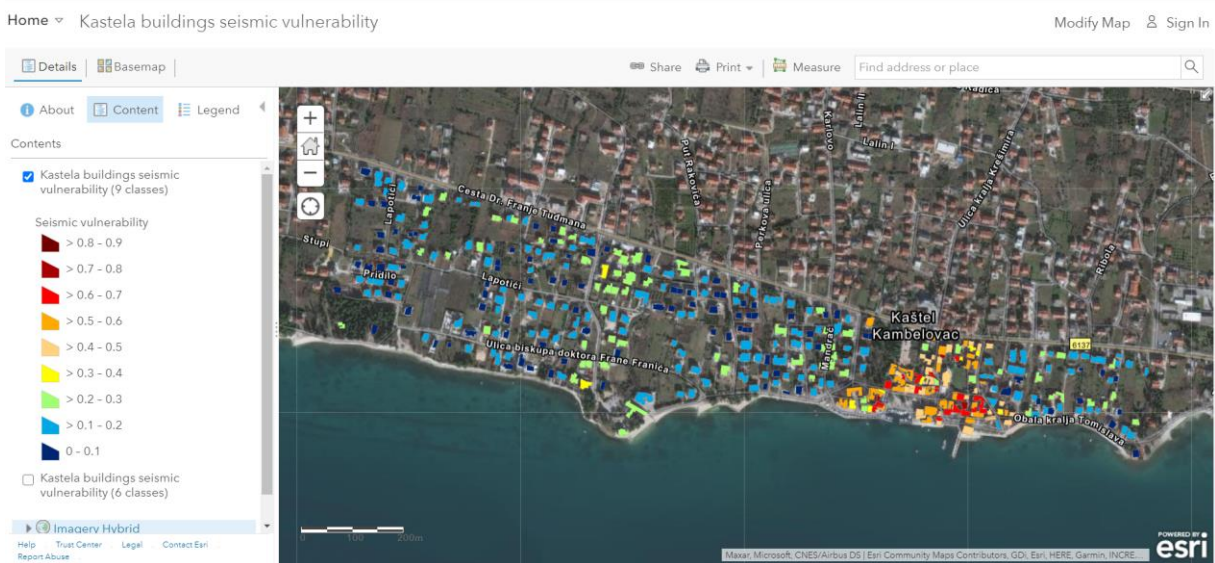 Home Kastela buildings seismic vulnerability Modify Map Sign In
Details Basemap Share Print Measure Find address or place
About Content Legend
Contents
Kastela buildings seismic
vulnerability (9 classes)
Seismic vulnerability
> 0.8 - 0.9
> 0.7 - 0.8
> 0.6 - 0.7
> 0.5 - 0.6
> 0.4 - 0.5
> 0.3 - 0.4
> 0.2 - 0.3
> 0.1 - 0.2
0 - 0.1
Kastela buildings seismic
vulnerability (6 classes)
Imagery Hybrid
Help Trust Center Legal Contact Esri
Report Abuse
Radića
Lalin II
Karlovo
Lalin I
Put Rakovića
Ulica kralja Krešimira
Cesta Dr. Franje Tuđmana
Lapotići
Porkova ulica
Stupi
Ribola
Pridilo
Lapotići
Kaštel
Kambelovac
Mandrač
6137
Ulica biskupa doktora Frane Franića
Obala kralja Tomislava
0 100 200m
Maxar, Microsoft, CNES/Airbus DS | Esri Community Maps Contributors, GDi, Esri, HERE, Garmin, INCRE...
POWERED BY
esri